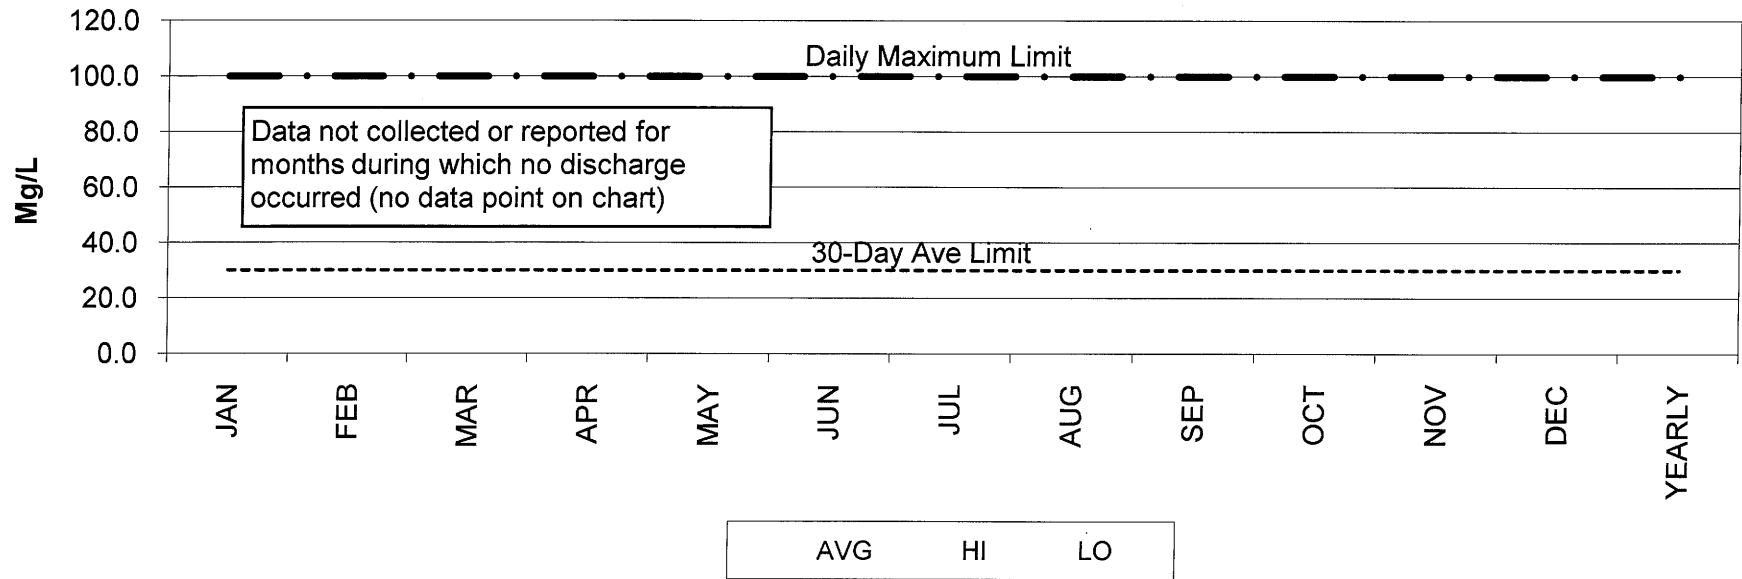 120.0
Daily Maximum Limit
100.0
80.0
Data not collected or reported for
months during which no discharge
occurred (no data point on chart)
Mg/L
60.0
40.0
30-Day Ave Limit
20.0
0.0
JAN FEB MAR APR MAY JUN JUL AUG SEP OCT NOV DEC YEARLY
AVG HI LO